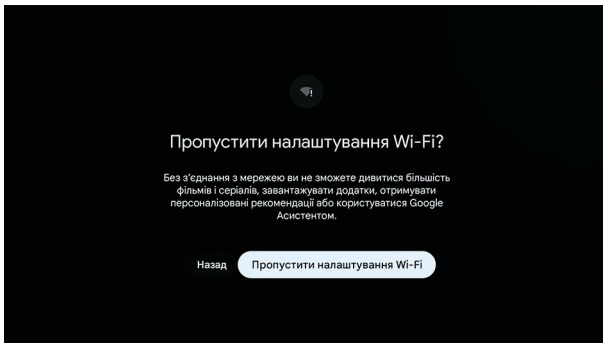 Пропустити налаштування Wi-Fi?
Без з’єднання з мережею ви не зможете дивитися більшість
фільмів і серіалів, завантажувати додатки, отримувати
персоналізовані рекомендації або користуватися Google
Асистентом.
Назад Пропустити налаштування Wi-Fi